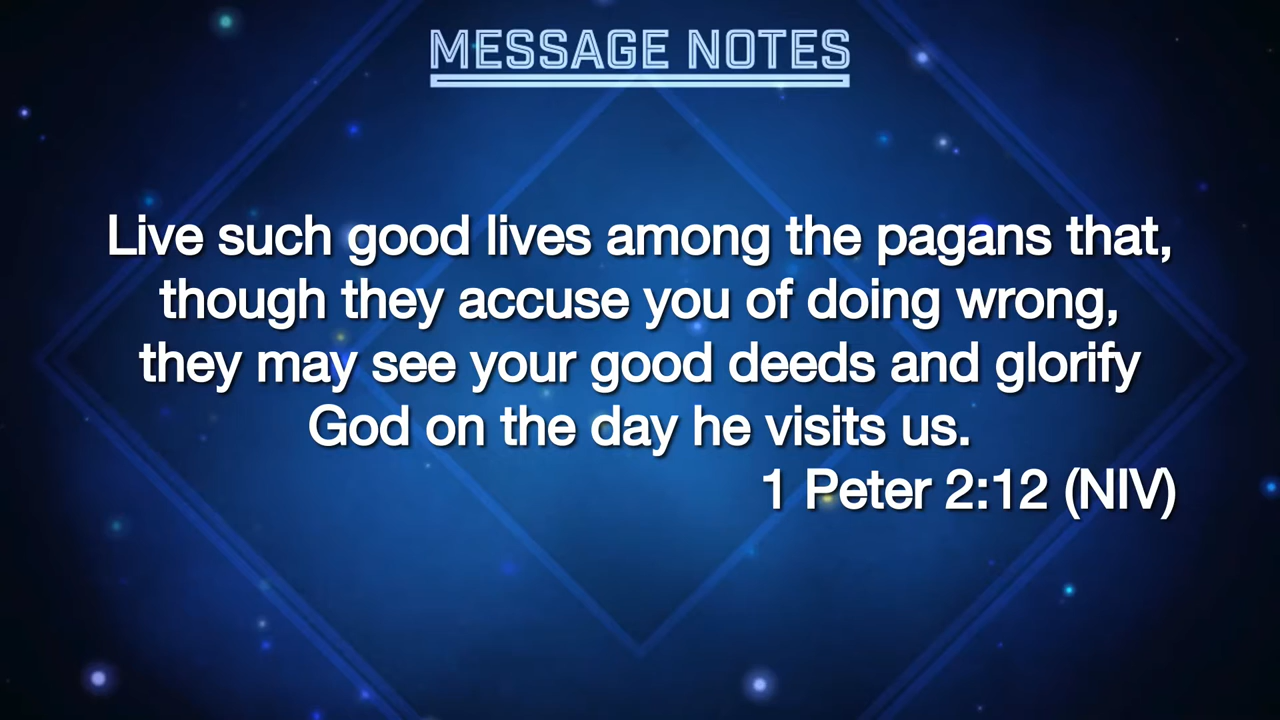 MESSAGE NOTES
Live such good lives among the pagans that,
though they accuse you of doing wrong,
they may see your good deeds and glorify
God on the day he visits us.
1 Peter 2:12 (NIV)